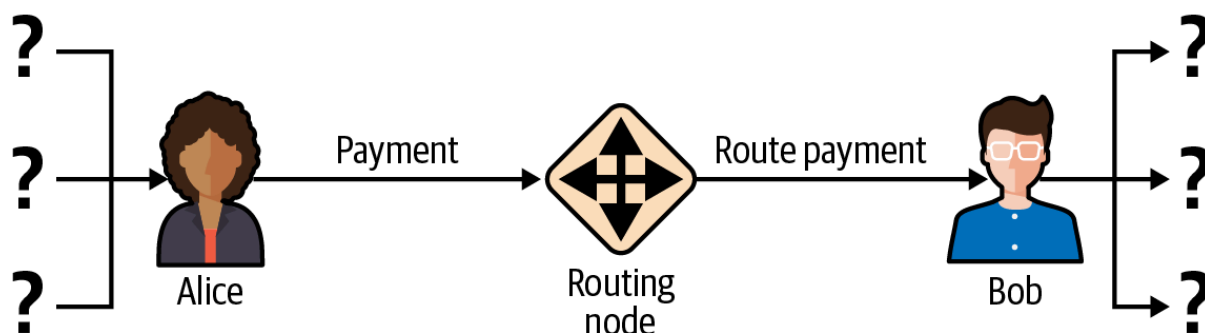 ?
?
?
Payment
Route payment
Alice
Routing
node
Bob
?
?
?